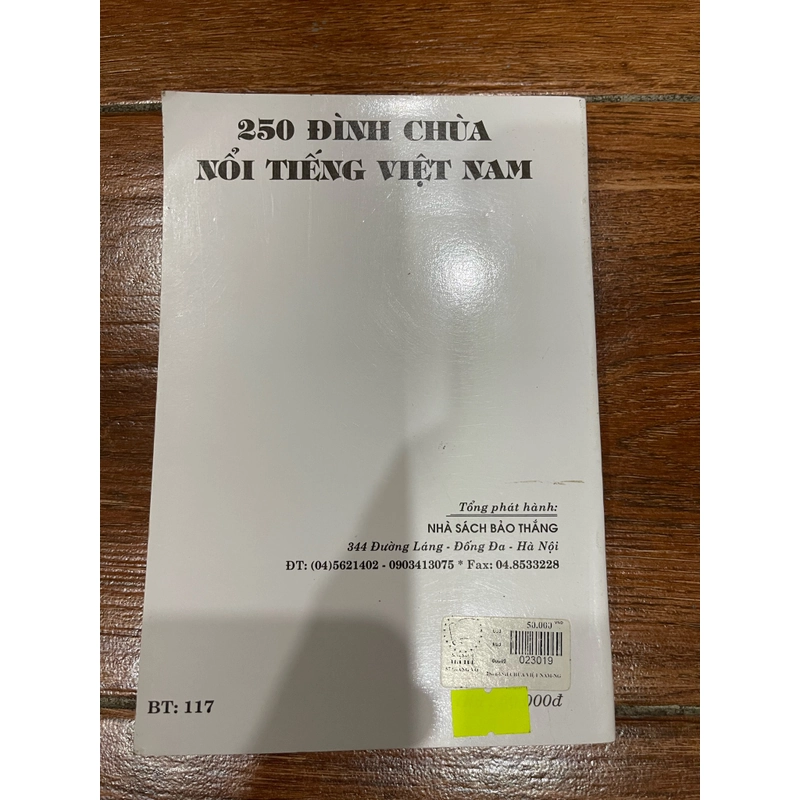 250 ĐÌNH CHÙA
NỔI TIẾNG VIỆT NAM
Tổng phát hành:
NHÀ SÁCH BẢO THẮNG
344 Đường Láng - Đống Đa - Hà Nội
ĐT: (04)5621402 - 0903413075 * Fax: 04.8533228
50.000
023019
000đ
BT: 117